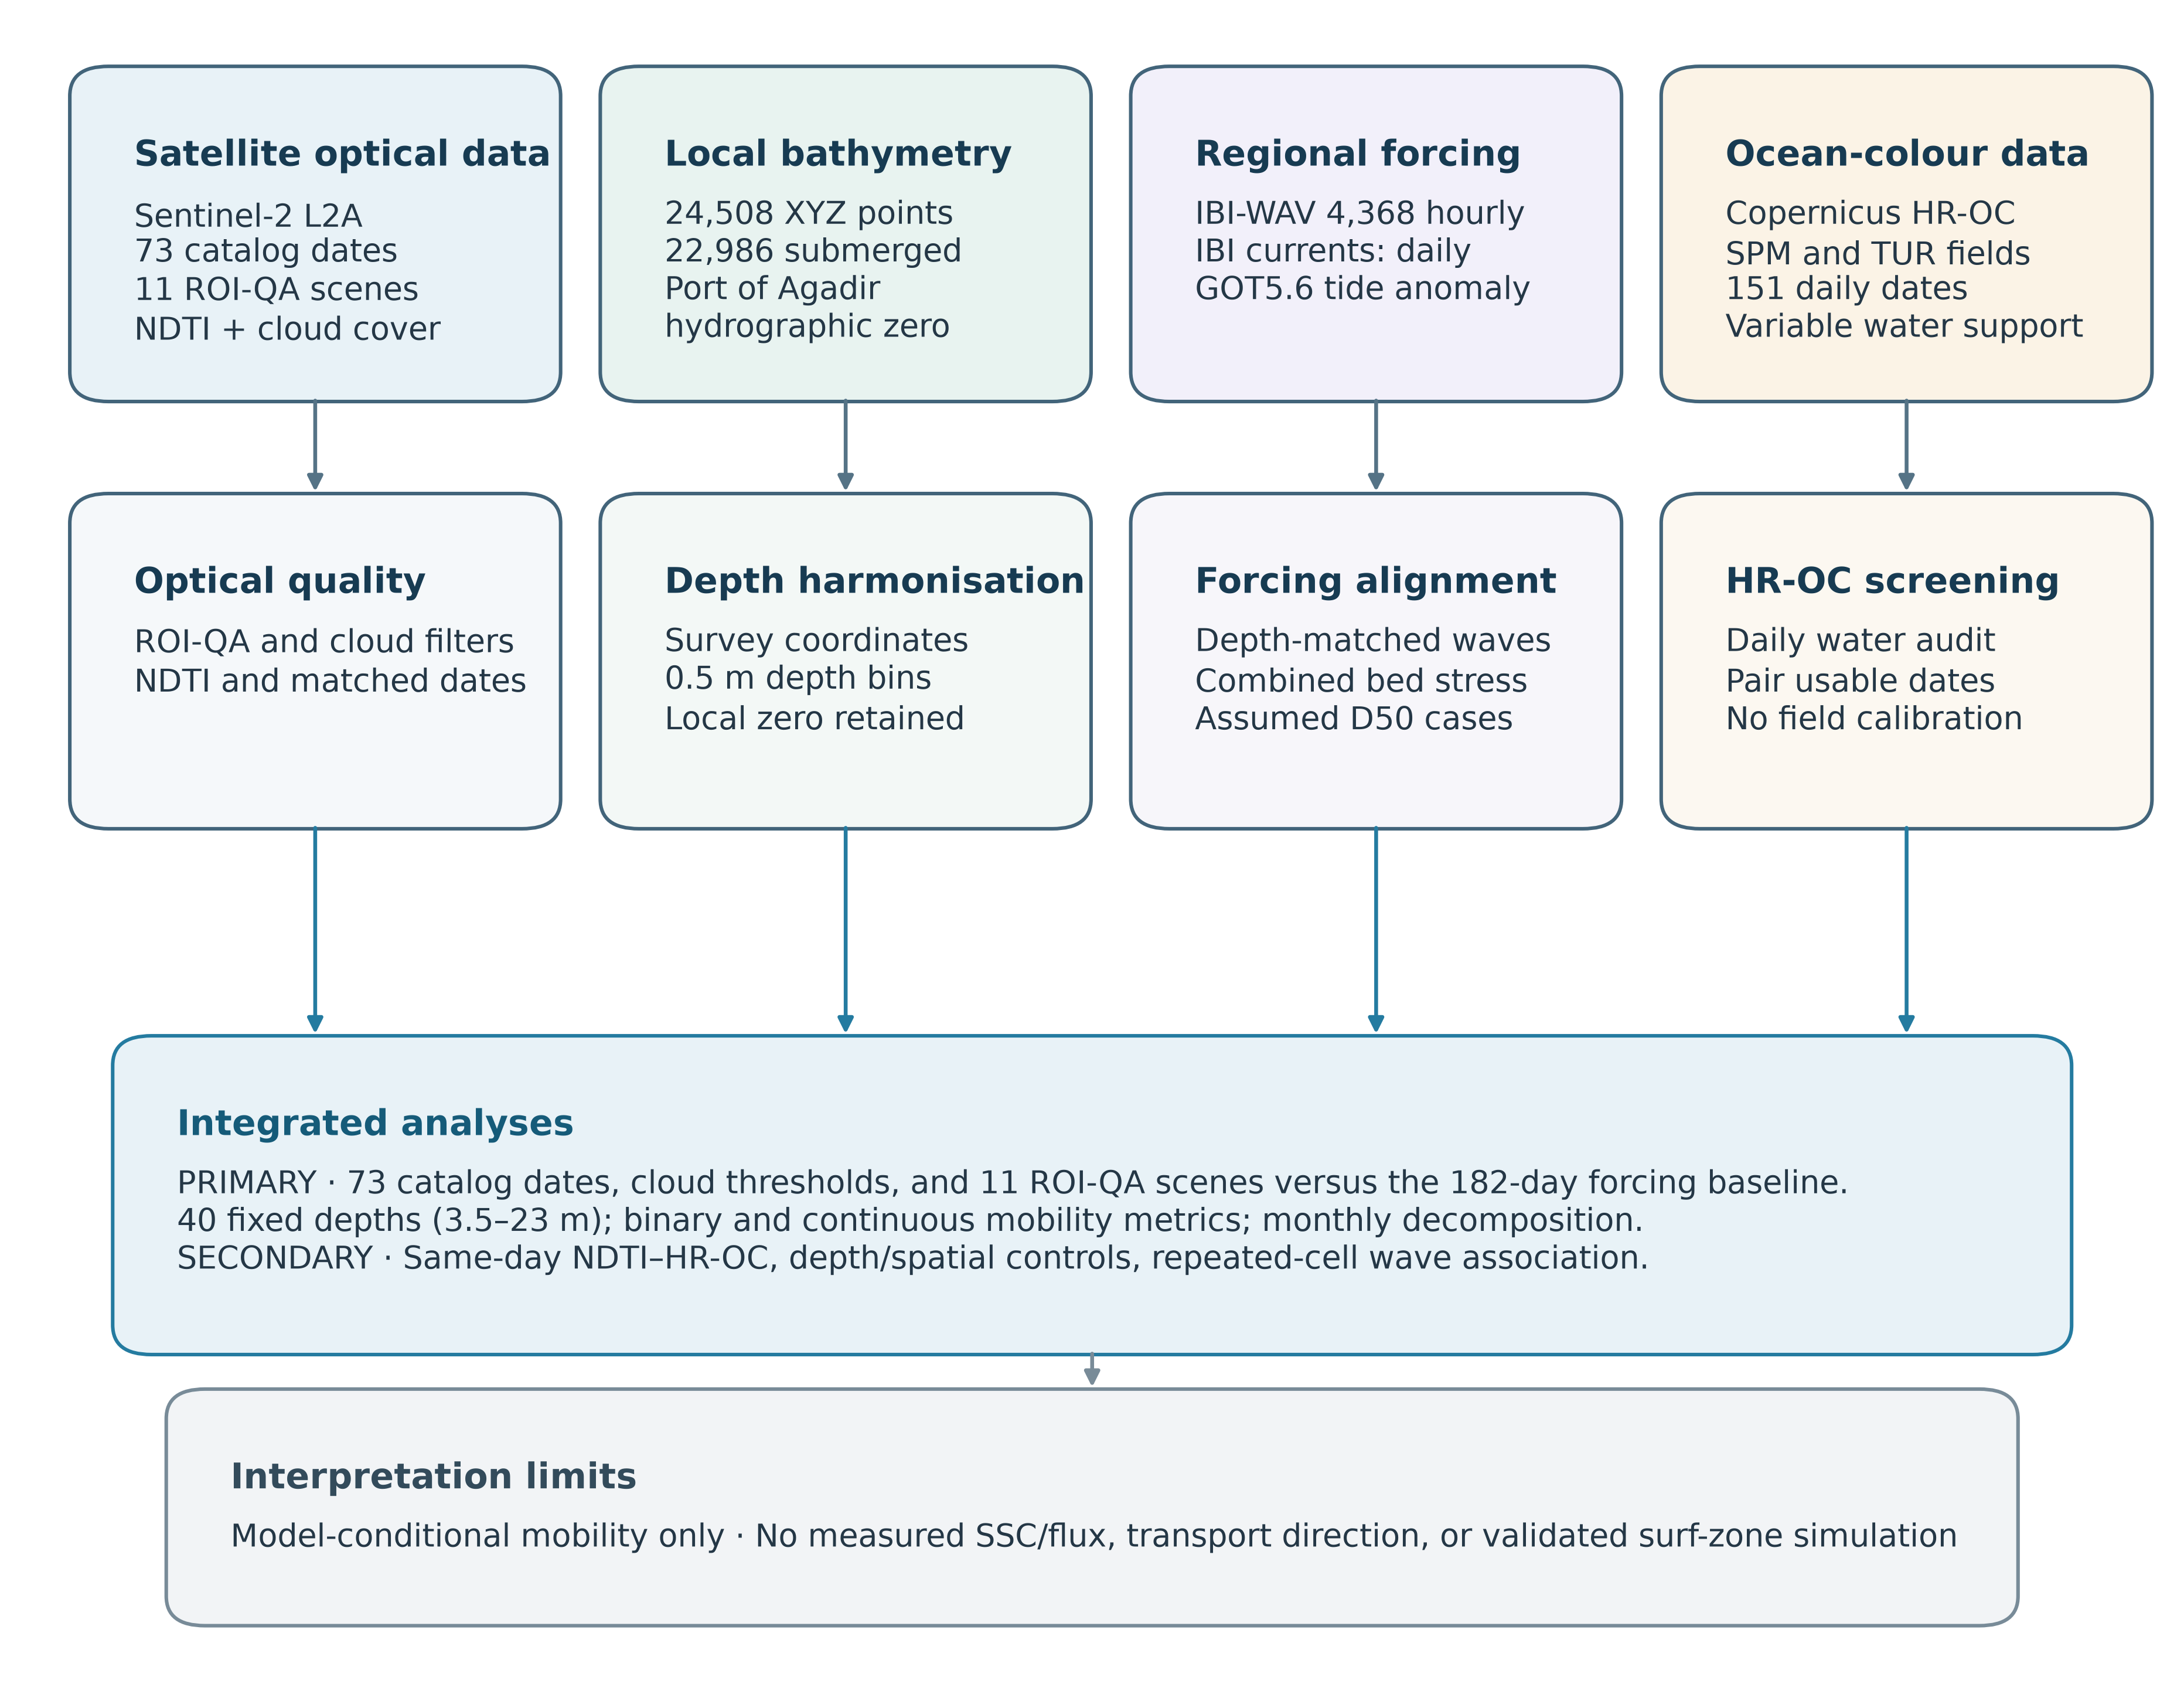 Satellite optical data
Sentinel-2 L2A
73 catalog dates
11 ROI-QA scenes
NDTI + cloud cover
Local bathymetry
24,508 XYZ points
22,986 submerged
Port of Agadir
hydrographic zero
Regional forcing
IBI-WAV 4,368 hourly
IBI currents: daily
GOT5.6 tide anomaly
Ocean-colour data
Copernicus HR-OC
SPM and TUR fields
151 daily dates
Variable water support
Optical quality
ROI-QA and cloud filters
NDTI and matched dates
Depth harmonisation
Survey coordinates
0.5 m depth bins
Local zero retained
Forcing alignment
Depth-matched waves
Combined bed stress
Assumed D50 cases
HR-OC screening
Daily water audit
Pair usable dates
No field calibration
Integrated analyses
PRIMARY · 73 catalog dates, cloud thresholds, and 11 ROI-QA scenes versus the 182-day forcing baseline.
40 fixed depths (3.5–23 m); binary and continuous mobility metrics; monthly decomposition.
SECONDARY · Same-day NDTI–HR-OC, depth/spatial controls, repeated-cell wave association.
Interpretation limits
Model-conditional mobility only · No measured SSC/flux, transport direction, or validated surf-zone simulation